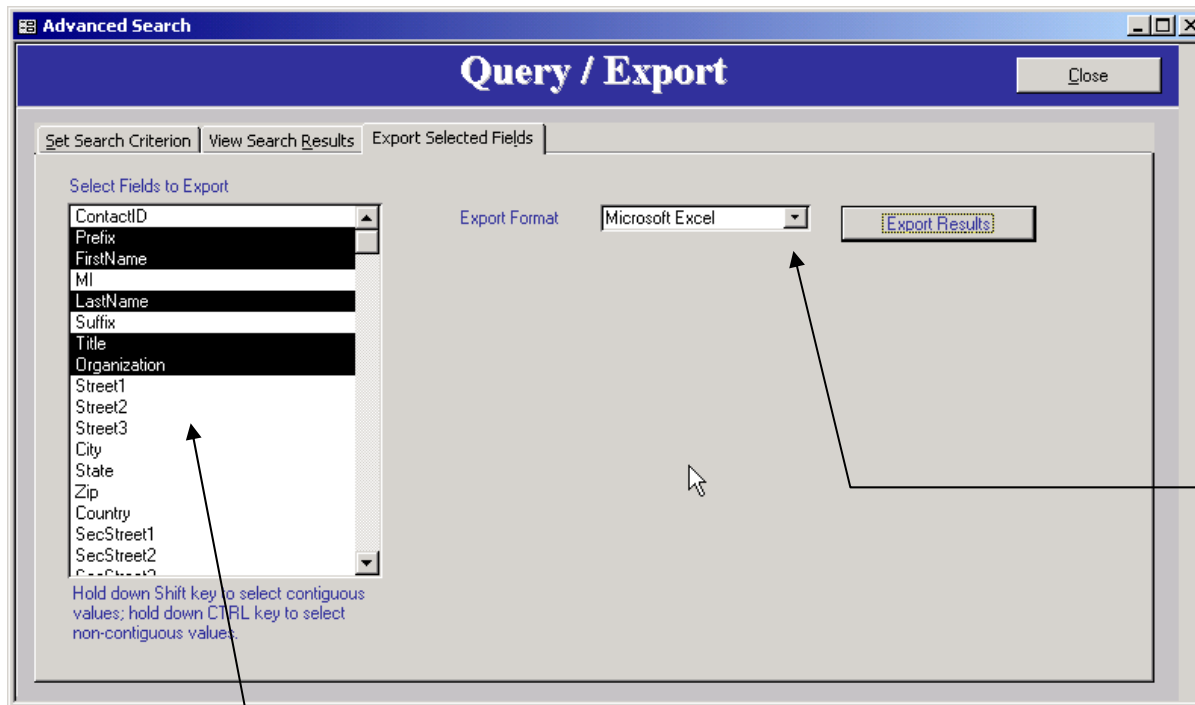 Advanced Search
Query / Export
Close
Set Search Criterion
View Search Results
Export Selected Fields
Select Fields to Export
ContactID
Prefix
FirstName
MI
LastName
Suffix
Title
Organization
Street1
Street2
Street3
City
State
Zip
Country
SecStreet1
SecStreet2
Export Format
Microsoft Excel
Export Results
Hold down Shift key to select contiguous
values; hold down CTRL key to select
non-contiguous values.